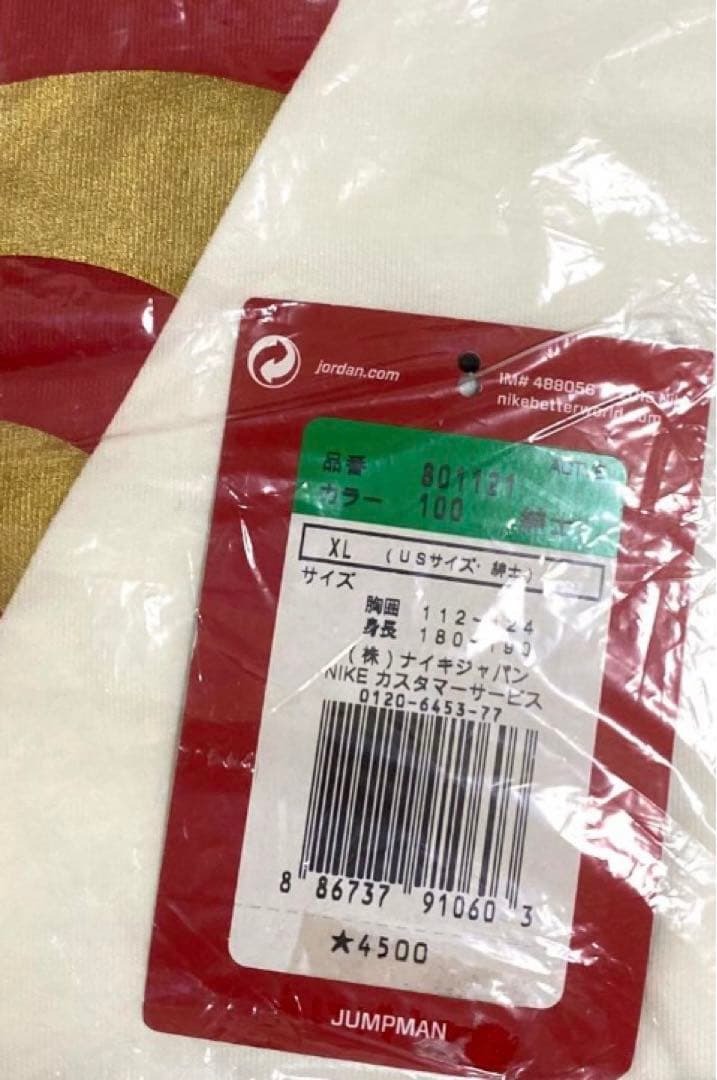 jordan.com
IM# 488056
nikebetterworld.com
品番 801121
カラー 100 紳士
XL (USサイズ・紳士)
サイズ
胸囲 112-124
身長 180-190
(株)ナイキジャパン
NIKE カスタマーサービス
0120-6453-77
8 86737 91060 3
★4500
JUMPMAN